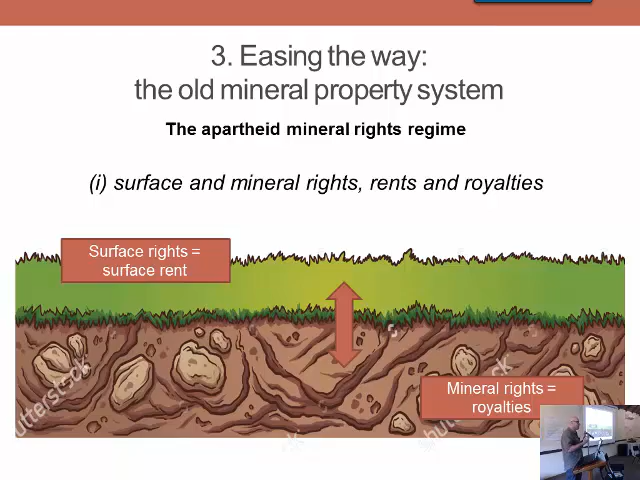 3. Easing the way:
the old mineral property system
The apartheid mineral rights regime
(i) surface and mineral rights, rents and royalties
Surface rights =
surface rent
Mineral rights =
royalties